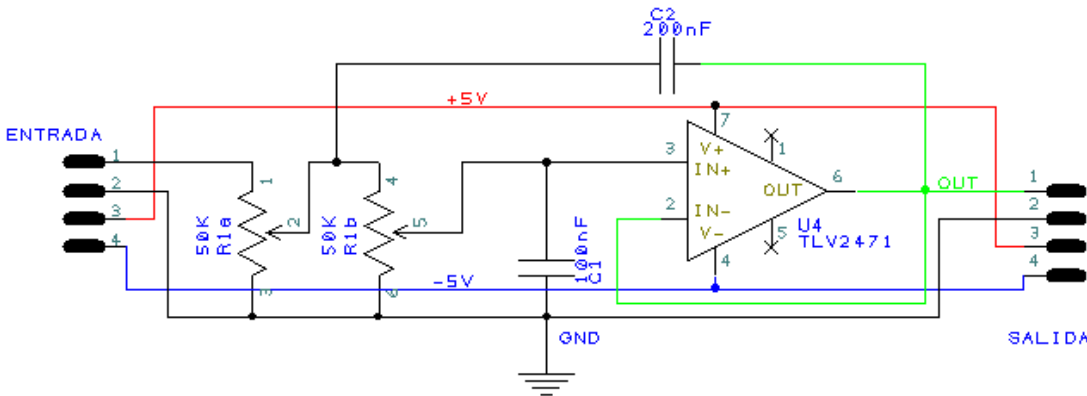 C2
200nF
+5V
ENTRADA
1
2
3
4
1
2
3
50K
R1a
4
5
6
50K
R1b
100nF
C1
3
2
7
V+
IN+
IN-
V-
OUT
1
5
4
6
U4
TLV2471
OUT
-5V
GND
1
2
3
4
SALIDA